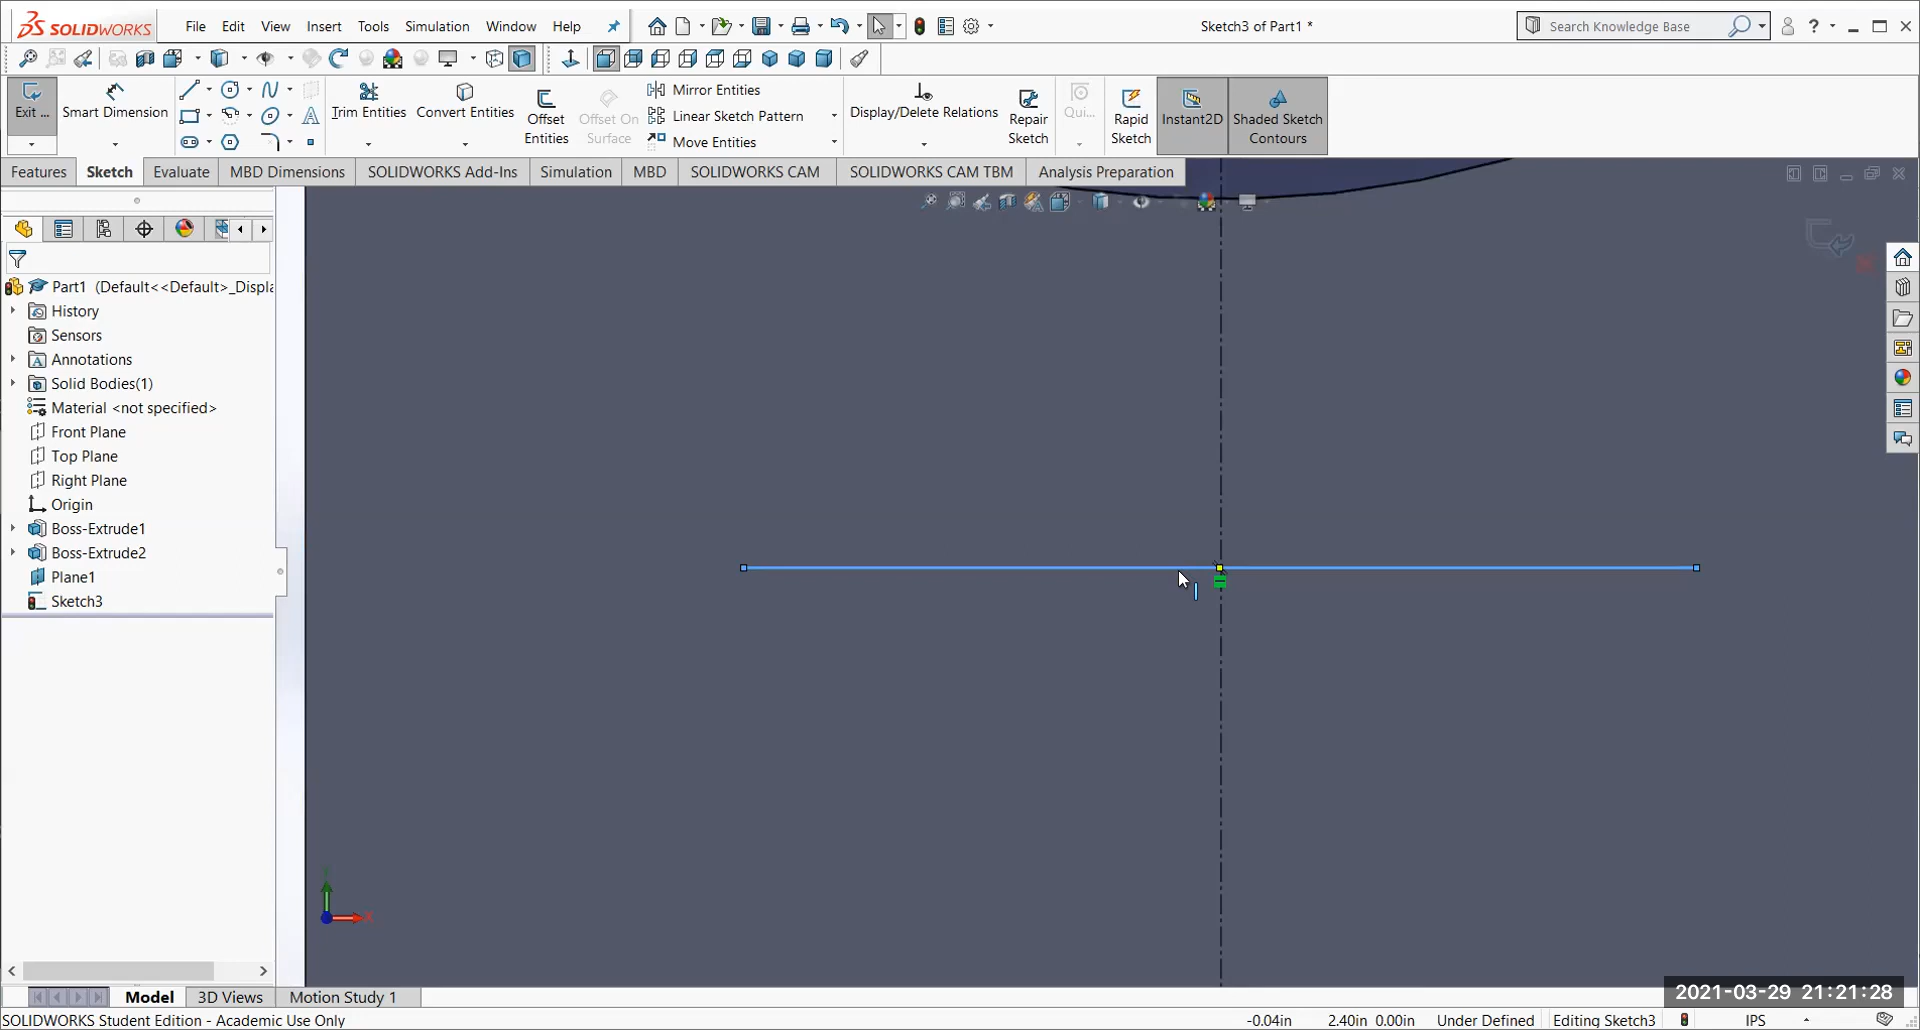 SOLIDWORKS File Edit View Insert Tools Simulation Window Help Sketch3 of Part1 * Search Knowledge Base ?
Exit ... Smart Dimension Trim Entities Convert Entities Offset Entities Offset On Surface Mirror Entities Linear Sketch Pattern Move Entities Display/Delete Relations Repair Sketch Qui... Rapid Sketch Instant2D Shaded Sketch Contours
Features Sketch Evaluate MBD Dimensions SOLIDWORKS Add-Ins Simulation MBD SOLIDWORKS CAM SOLIDWORKS CAM TBM Analysis Preparation
Part1 (Default<<Default>_Displa
History
Sensors
Annotations
Solid Bodies(1)
Material <not specified>
Front Plane
Top Plane
Right Plane
Origin
Boss-Extrude1
Boss-Extrude2
Plane1
Sketch3
X
Model 3D Views Motion Study 1
2021-03-29 21:21:28
SOLIDWORKS Student Edition - Academic Use Only -0.04in 2.40in 0.00in Under Defined Editing Sketch3 IPS